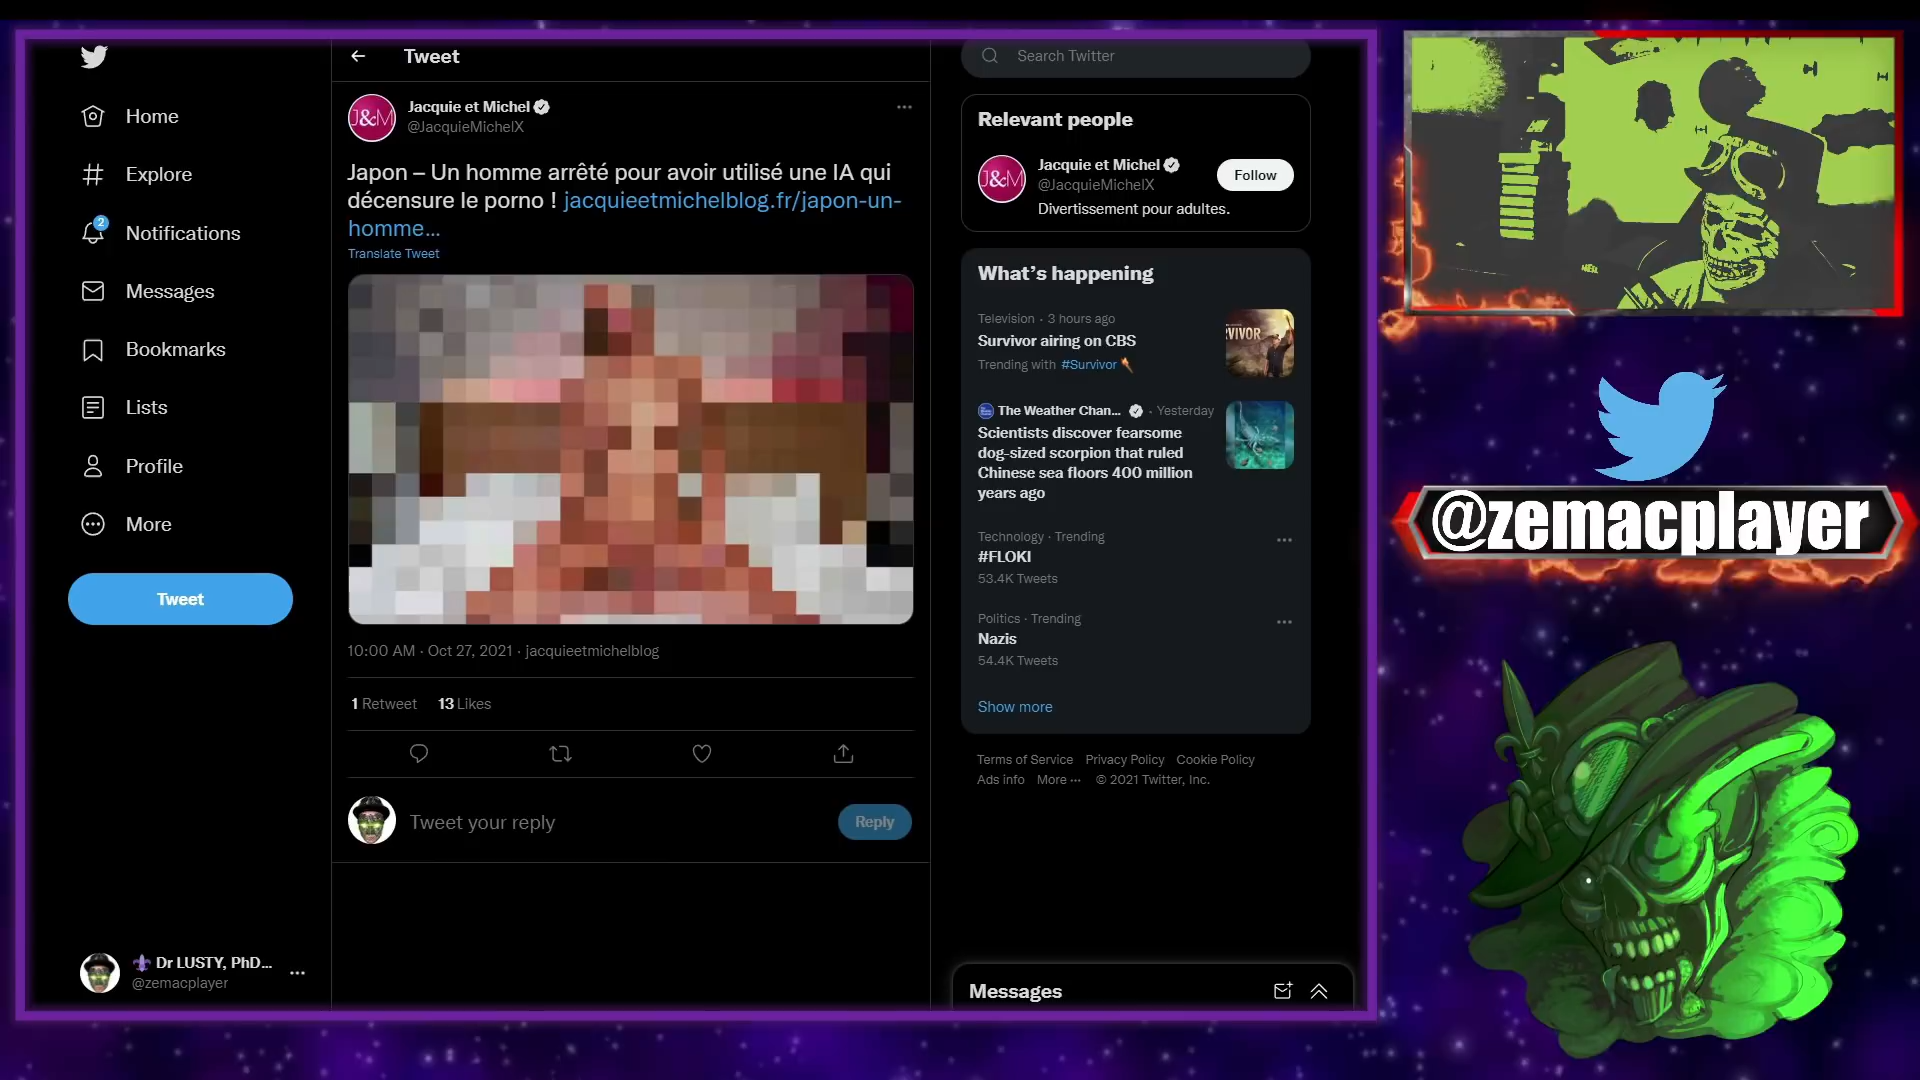 Home
Explore
2
Notifications
Messages
Bookmarks
Lists
Profile
More
Tweet
Dr LUSTY, PhD...
@zemacplayer
Tweet
J&M
Jacquie et Michel
@JacquieMichelX
Japon – Un homme arrêté pour avoir utilisé une IA qui
décensure le porno ! jacquieetmichelblog.fr/japon-un-
homme…
Translate Tweet
10:00 AM · Oct 27, 2021 · jacquieetmichelblog
1 Retweet 13 Likes
Tweet your reply
Reply
Search Twitter
Relevant people
J&M
Jacquie et Michel
@JacquieMichelX
Follow
Divertissement pour adultes.
What's happening
Television · 3 hours ago
Survivor airing on CBS
Trending with #Survivor
VIVOR
The Weather Chan... · Yesterday
Scientists discover fearsome
dog-sized scorpion that ruled
Chinese sea floors 400 million
years ago
Technology · Trending
#FLOKI
53.4K Tweets
Politics · Trending
Nazis
54.4K Tweets
Show more
Terms of Service Privacy Policy Cookie Policy
Ads info More ··· © 2021 Twitter, Inc.
Messages
@zemacplayer